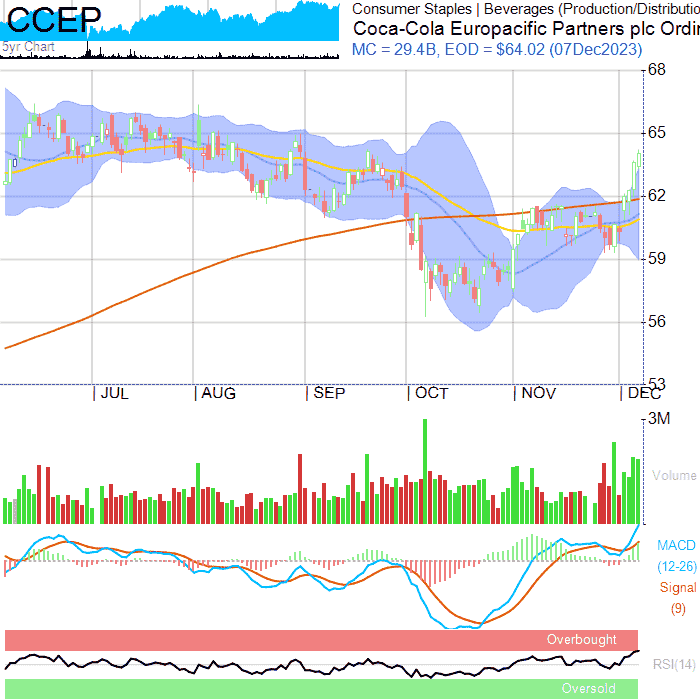 CCEP
5yr Chart
Consumer Staples | Beverages (Production/Distributio
Coca-Cola Europacific Partners plc Ordin
MC = 29.4B, EOD = $64.02 (07Dec2023)
68
65
62
59
56
53
JUL AUG SEP OCT NOV DEC
3M
Volume
MACD
(12-26)
Signal
(9)
Overbought
RSI(14)
Oversold